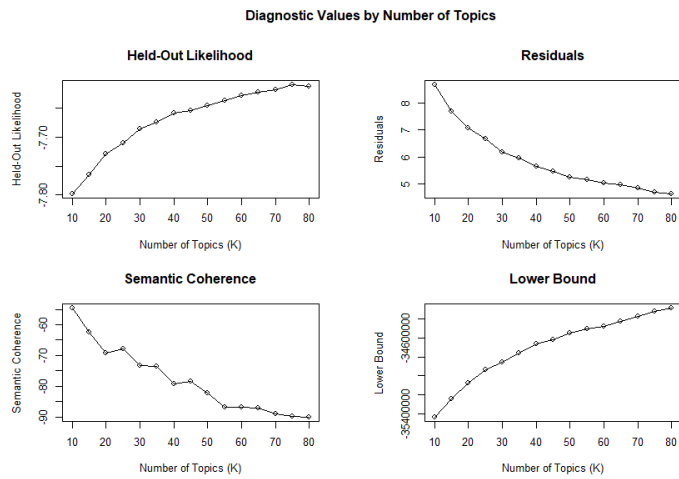 Diagnostic Values by Number of Topics
Held-Out Likelihood
Held-Out Likelihood
-7.70
-7.80
10 20 30 40 50 60 70 80
Number of Topics (K)
Residuals
Residuals
8
7
6
5
10 20 30 40 50 60 70 80
Number of Topics (K)
Semantic Coherence
Semantic Coherence
-60
-70
-80
-90
10 20 30 40 50 60 70 80
Number of Topics (K)
Lower Bound
Lower Bound
-34600000
-35400000
10 20 30 40 50 60 70 80
Number of Topics (K)